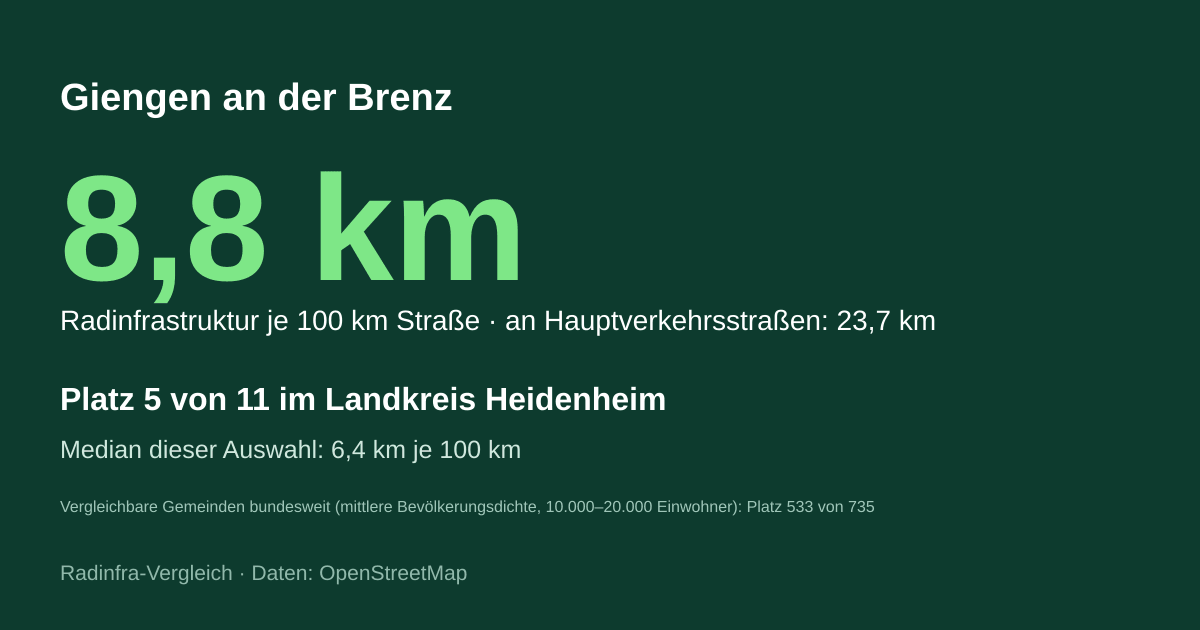 Giengen an der Brenz
8,8 km
Radinfrastruktur je 100 km Straße · an Hauptverkehrsstraßen: 23,7 km
Platz 5 von 11 im Landkreis Heidenheim
Median dieser Auswahl: 6,4 km je 100 km
Vergleichbare Gemeinden bundesweit (mittlere Bevölkerungsdichte, 10.000–20.000 Einwohner): Platz 533 von 735
Radinfra-Vergleich · Daten: OpenStreetMap